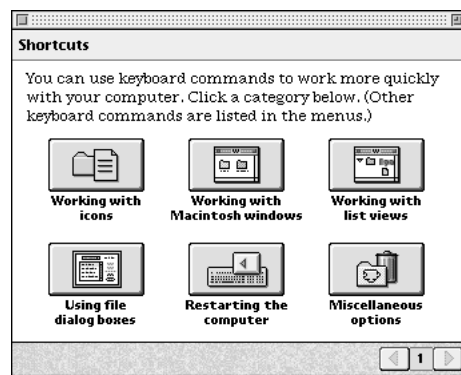 Shortcuts
You can use keyboard commands to work more quickly
with your computer. Click a category below. (Other
keyboard commands are listed in the menus.)
Working with
icons
Working with
Macintosh windows
Working with
list views
Using file
dialog boxes
Restarting the
computer
Miscellaneous
options
1